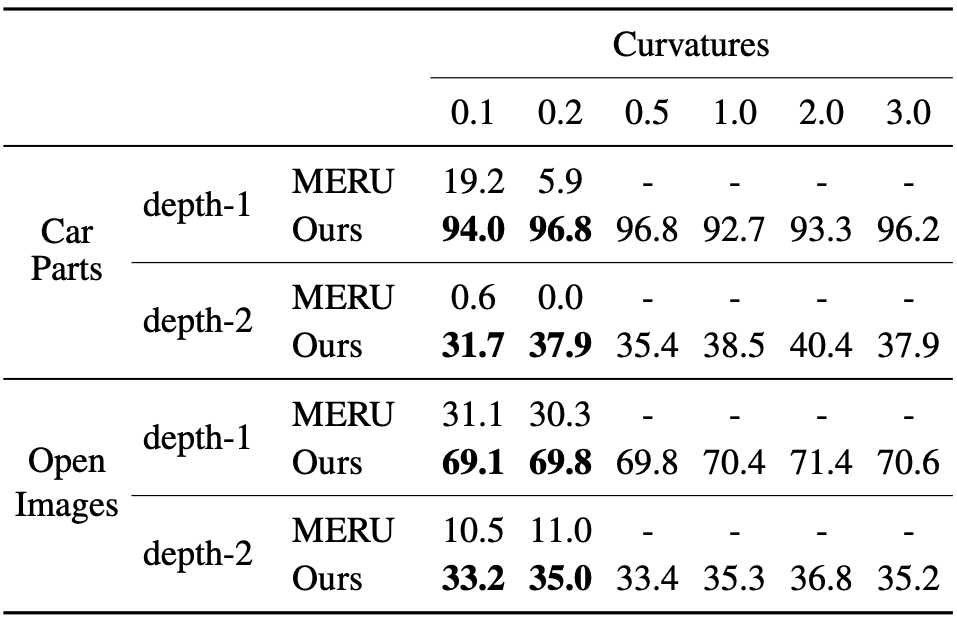 Curvatures
0.1 0.2 0.5 1.0 2.0 3.0
Car Parts depth-1 MERU 19.2 5.9 - - - -
Ours 94.0 96.8 96.8 92.7 93.3 96.2
depth-2 MERU 0.6 0.0 - - - -
Ours 31.7 37.9 35.4 38.5 40.4 37.9
Open Images depth-1 MERU 31.1 30.3 - - - -
Ours 69.1 69.8 69.8 70.4 71.4 70.6
depth-2 MERU 10.5 11.0 - - - -
Ours 33.2 35.0 33.4 35.3 36.8 35.2